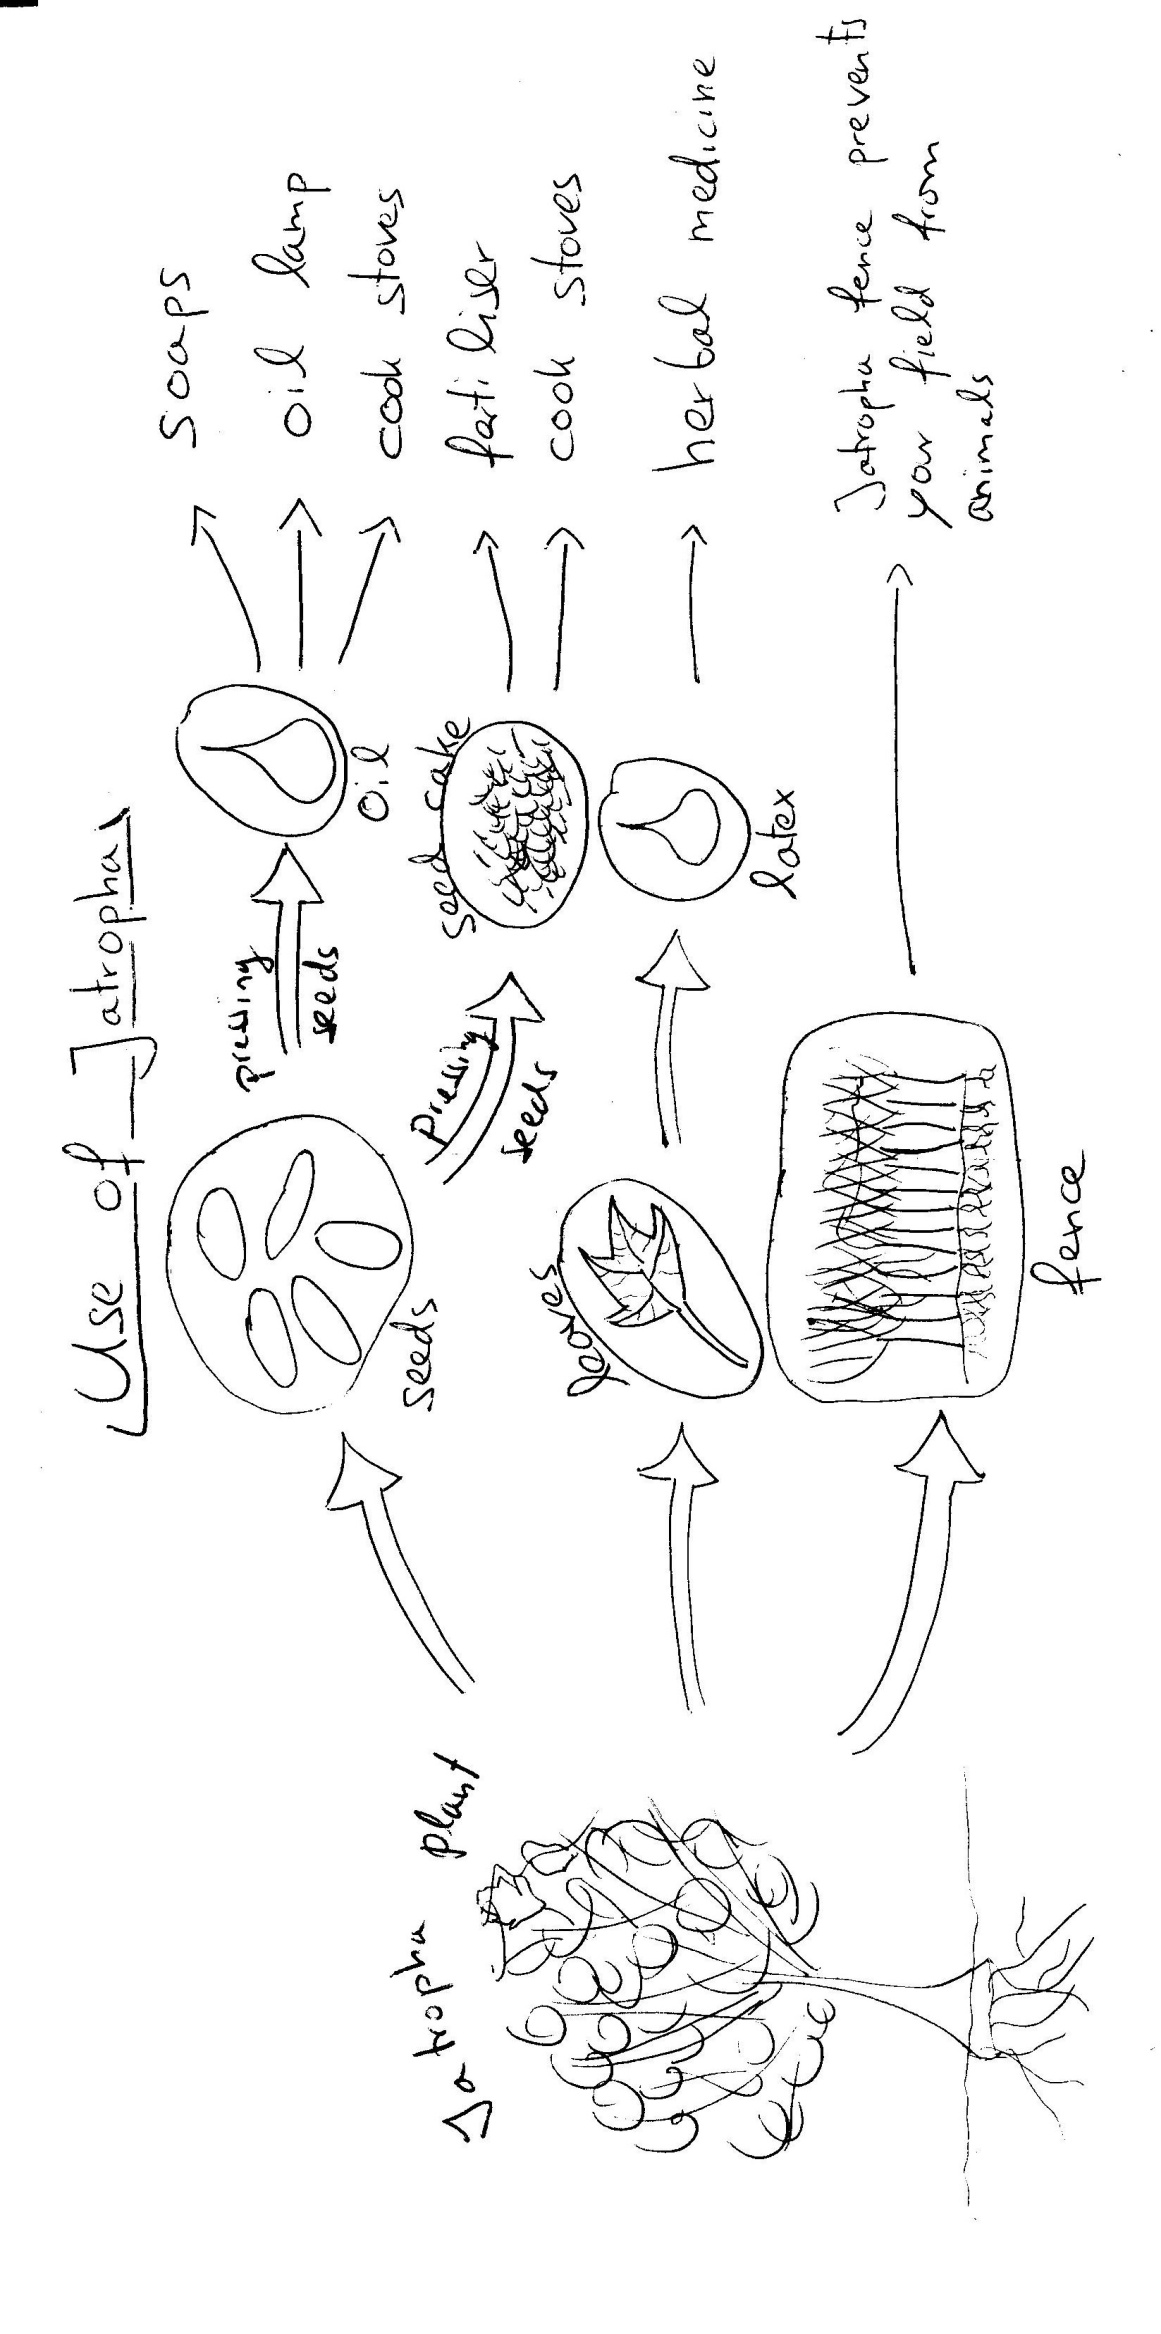 Use of Jatropha
Jatropha plant
seeds
leaves
fence
pressing
seeds
Pressing
seeds
oil
seed cake
latex
soaps
oil lamp
cook stoves
fertiliser
cook stoves
herbal medicine
Jatropha fence prevents
your field from
animals